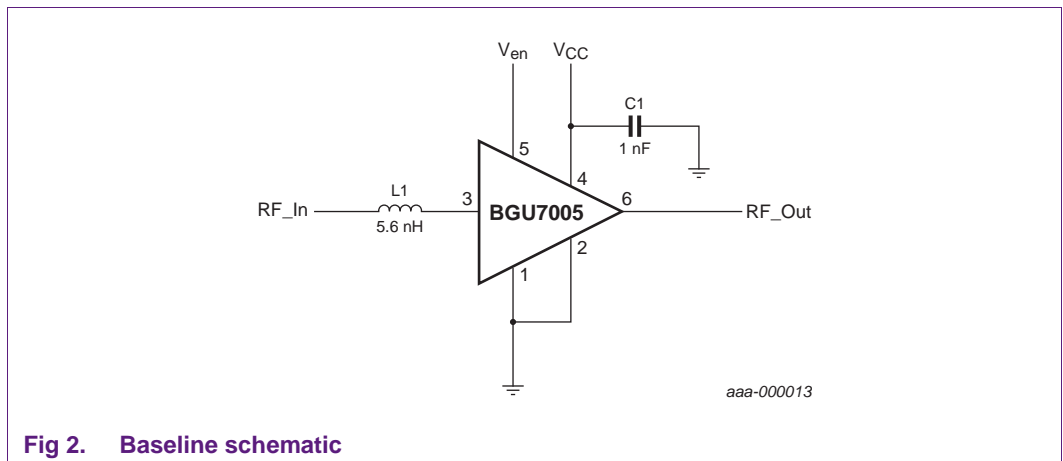 Ven
VCC
C1
1 nF
5
4
L1
RF_In
5.6 nH
3
BGU7005
6
RF_Out
2
1
aaa-000013
Fig 2. Baseline schematic